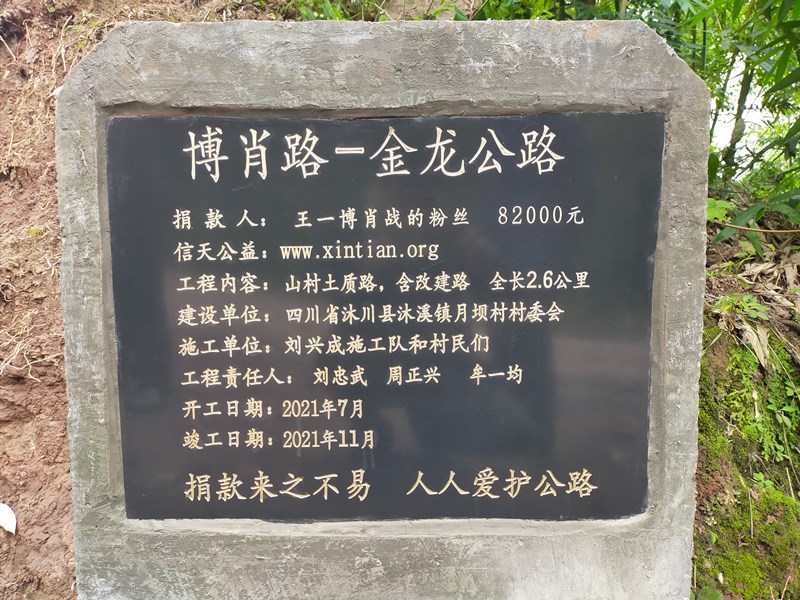 博肖路-金龙公路
捐款人： 王一博肖战的粉丝 82000元
信天公益：www.xintian.org
工程内容：山村土质路，含改建路 全长2.6公里
建设单位：四川省沐川县沐溪镇月坝村村委会
施工单位：刘兴成施工队和村民们
工程责任人： 刘忠武 周正兴 牟一均
开工日期：2021年7月
竣工日期：2021年11月
捐款来之不易 人人爱护公路